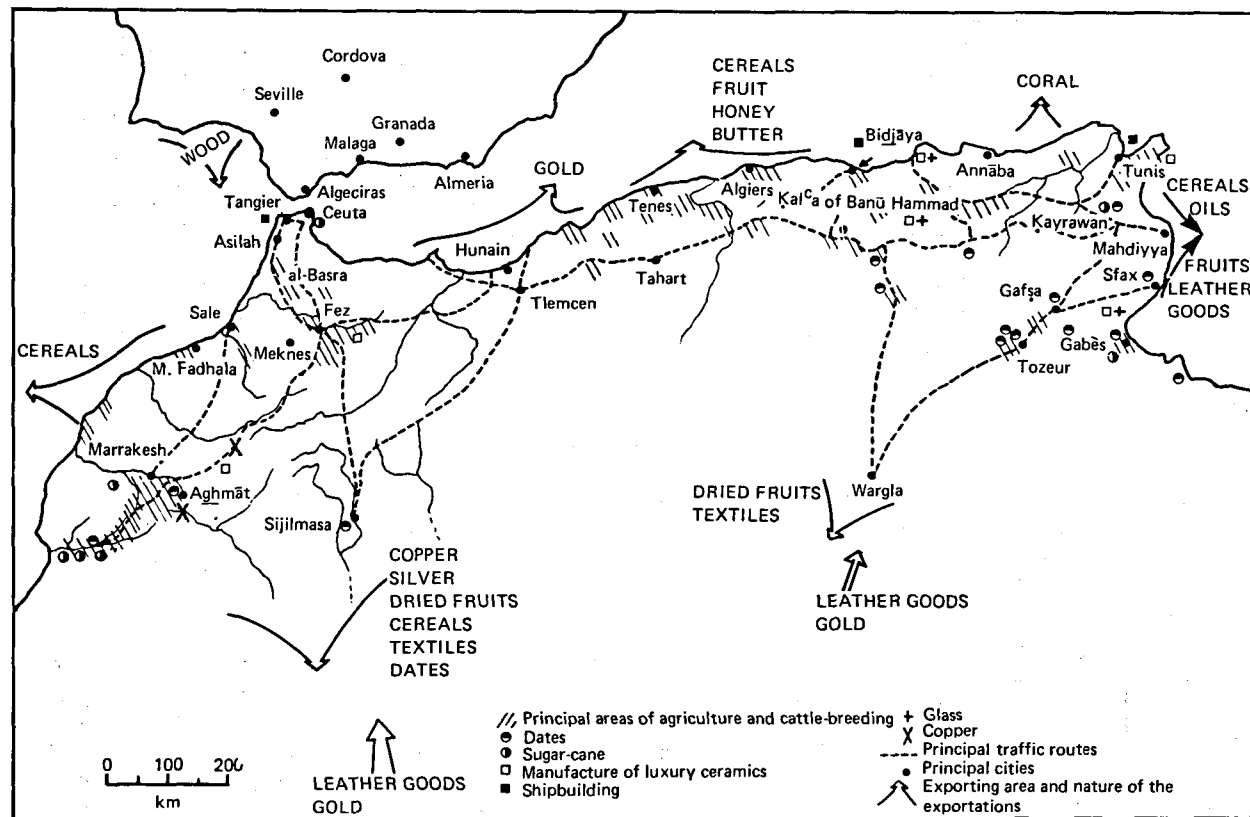 Cordova
Seville
Granada
Malaga
Almeria
WOOD
Algeciras
Tangier
Ceuta
Asilah
GOLD
CEREALS
FRUIT
HONEY
BUTTER
CORAL
Bidjāya
Annāba
Tunis
Algiers
Tenes
Kalᶜa of Banū Hammad
CEREALS
OILS
Kayrawan
Mahdiyya
Hunain
al-Basra
Tahart
Tlemcen
Sfax
FRUITS
LEATHER
GOODS
Gafṣa
Sale
Fez
Meknes
M. Fadhala
CEREALS
Gabès
Tozeur
Marrakesh
Aghmāt
Sijilmasa
Wargla
DRIED FRUITS
TEXTILES
COPPER
SILVER
DRIED FRUITS
CEREALS
TEXTILES
DATES
LEATHER GOODS
GOLD
LEATHER GOODS
GOLD
0 100 200
km
Principal areas of agriculture and cattle-breeding
Dates
Sugar-cane
Manufacture of luxury ceramics
Shipbuilding
Glass
Copper
Principal traffic routes
Principal cities
Exporting area and nature of the
exportations